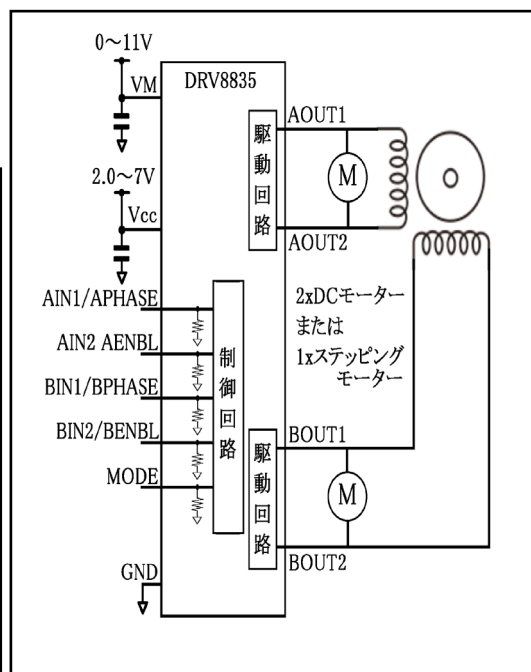 0～11V
VM
DRV8835
2.0～7V
Vcc
AIN1/APHASE
AIN2 AENBL
BIN1/BPHASE
BIN2/BENBL
MODE
GND
制御回路
駆動回路
AOUT1
M
AOUT2
2xDCモーター
または
1xステッピング
モーター
駆動回路
BOUT1
M
BOUT2